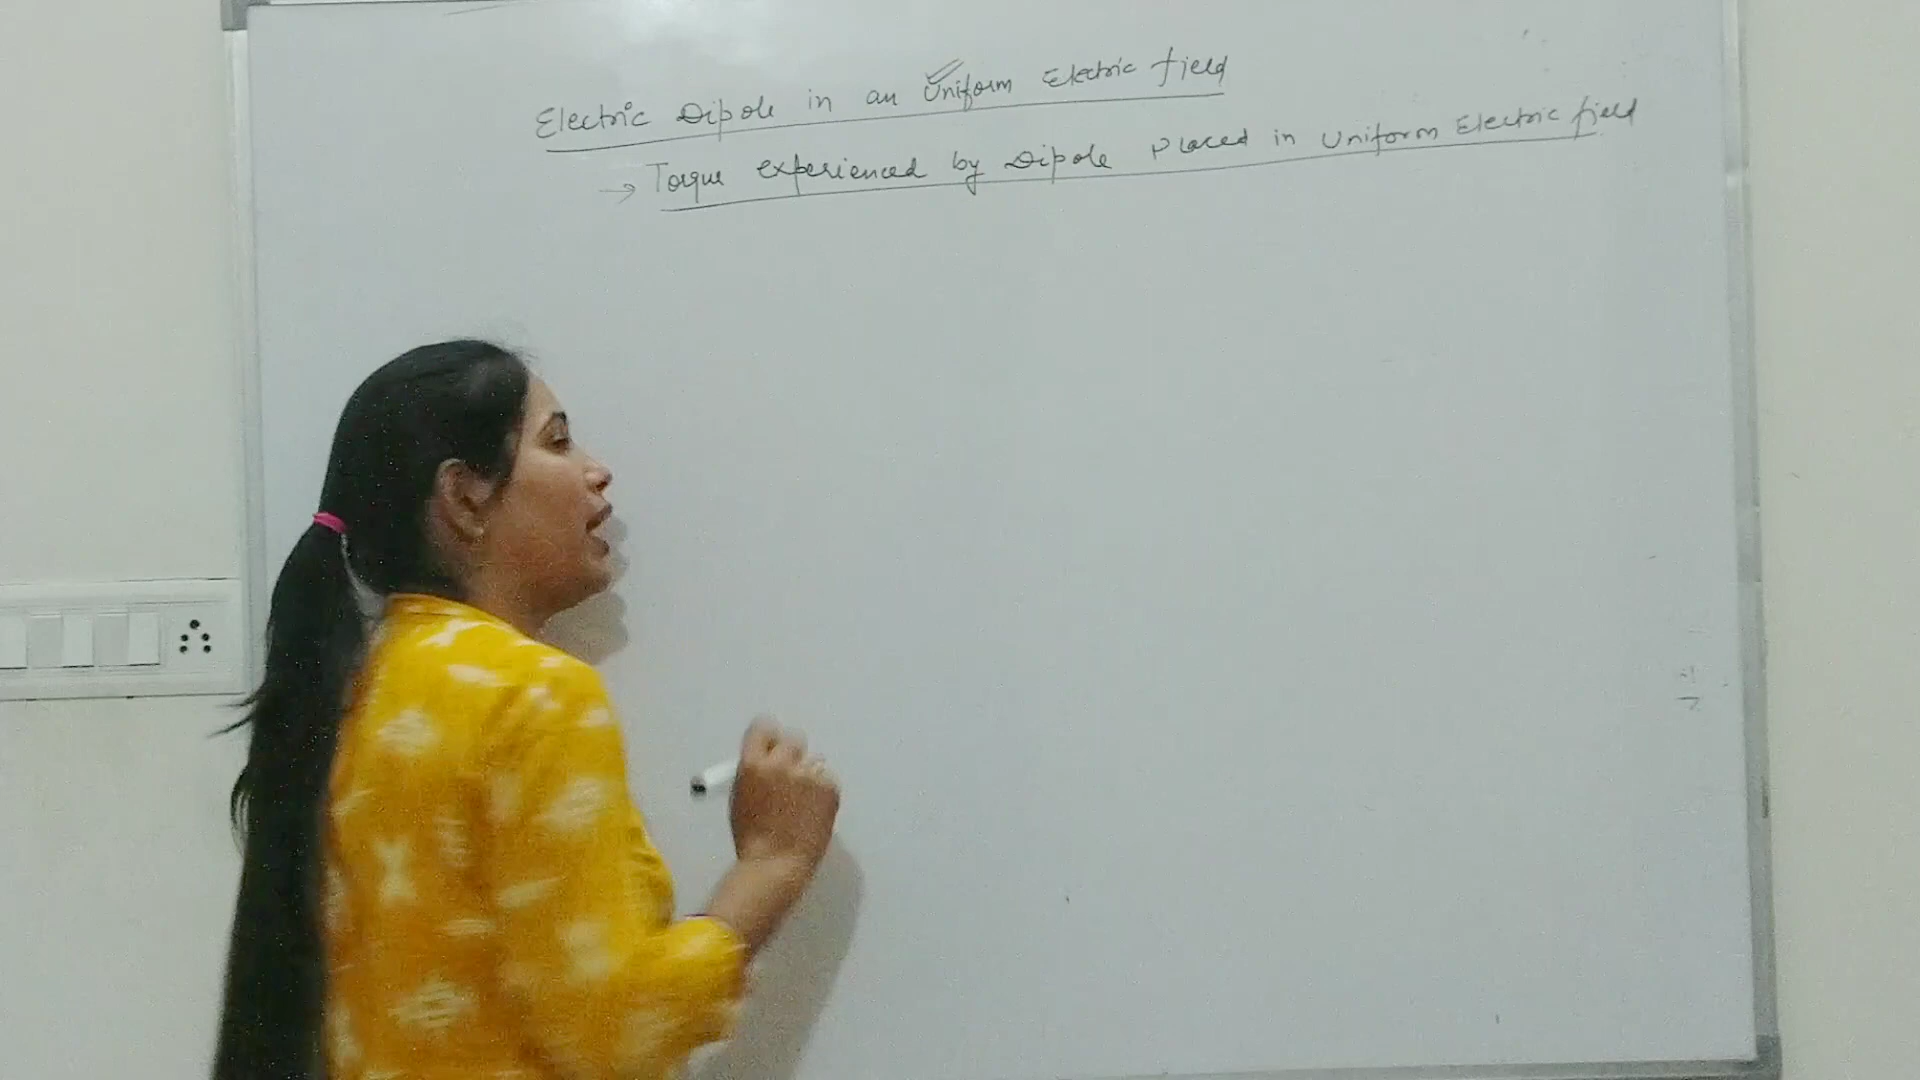 Electric Dipole in an Uniform Electric field
→ Torque experienced by Dipole Placed in Uniform Electric field